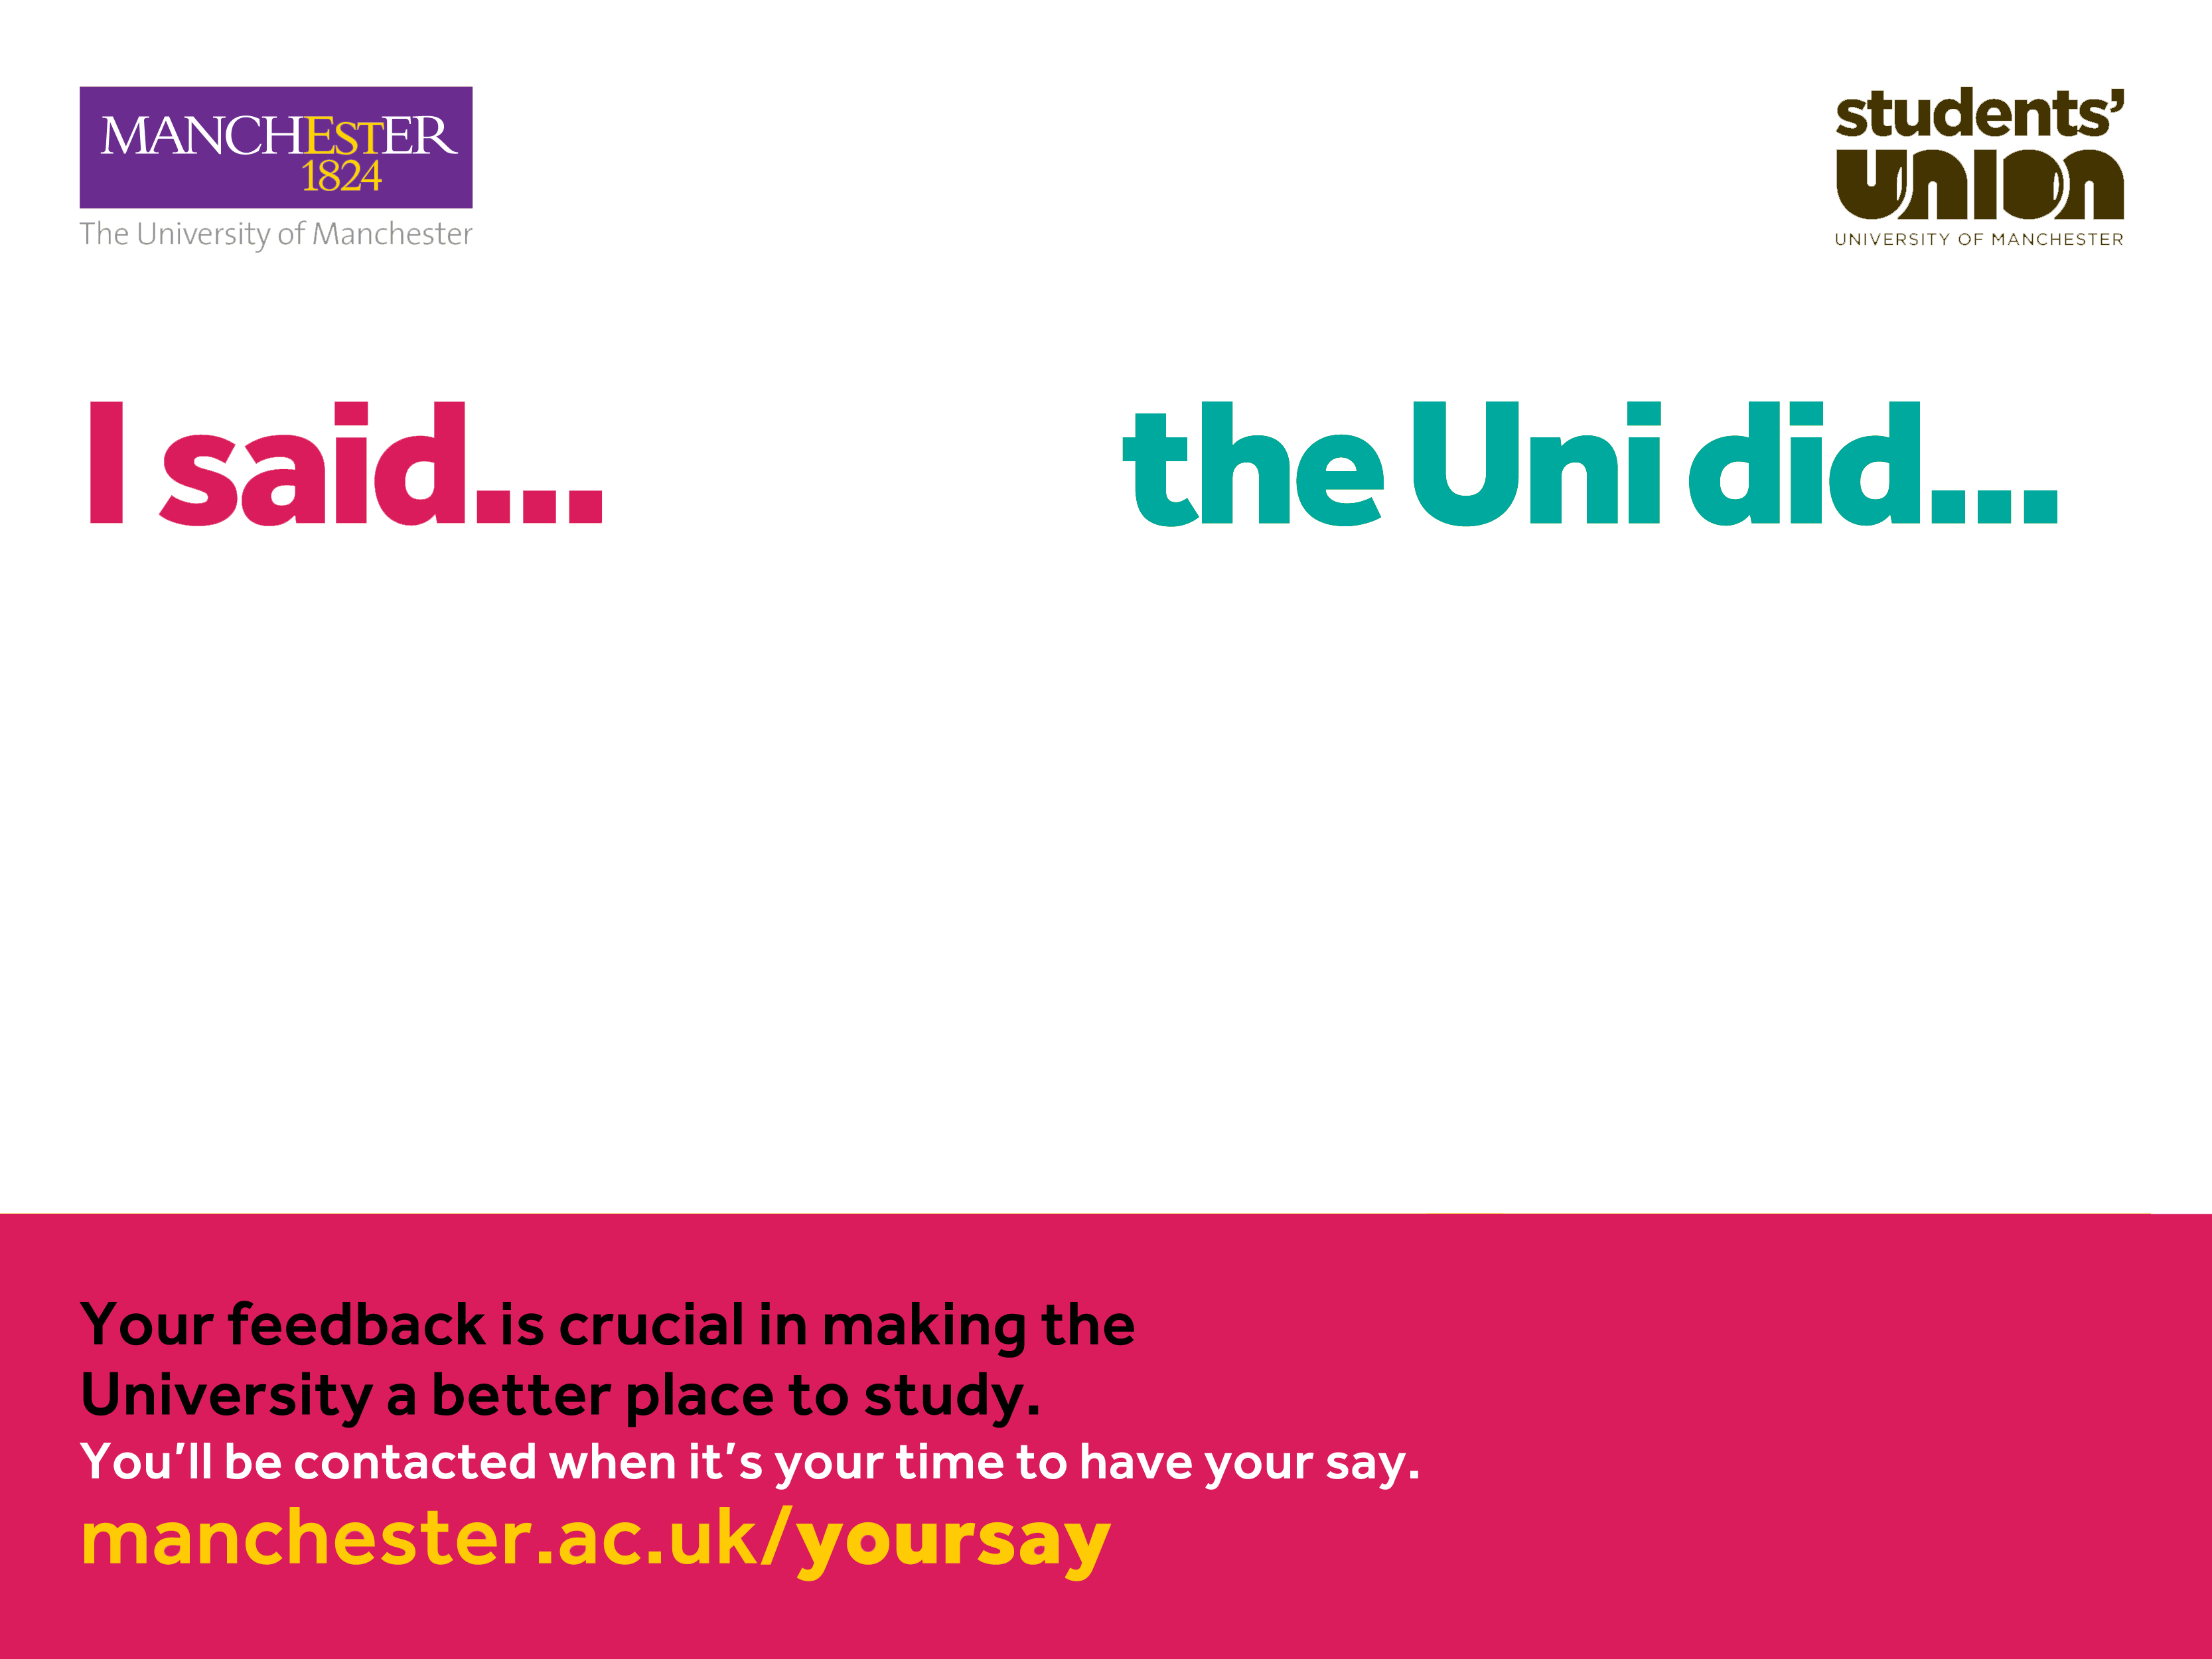 MANCHESTER
1824
The University of Manchester
students'
union
UNIVERSITY OF MANCHESTER
I said...
the Uni did...
Your feedback is crucial in making the
University a better place to study.
You'll be contacted when it's your time to have your say.
manchester.ac.uk/yoursay